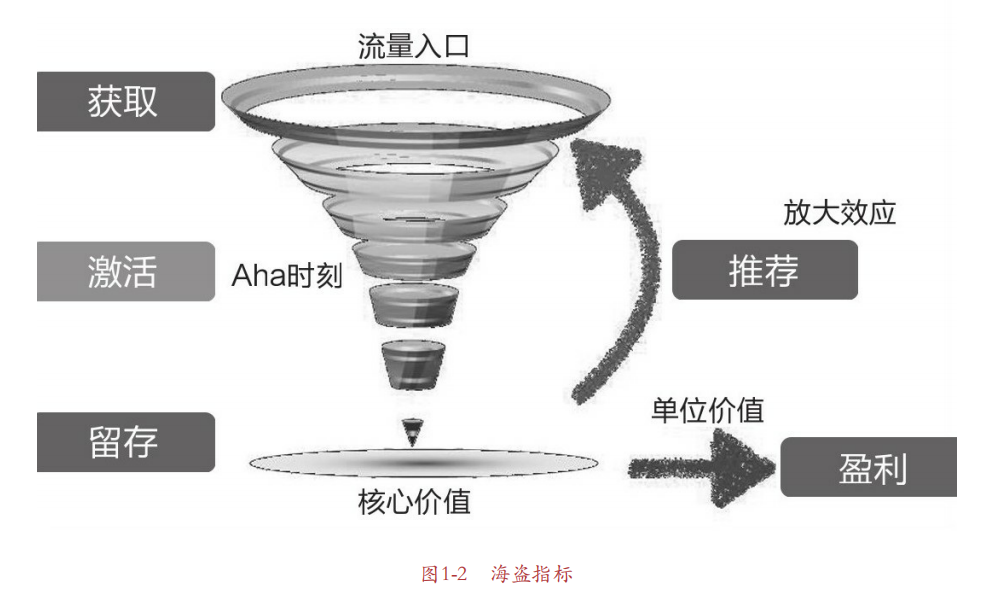 流量入口
获取
放大效应
激活
Aha时刻
推荐
单位价值
留存
盈利
核心价值
图1-2 海盗指标